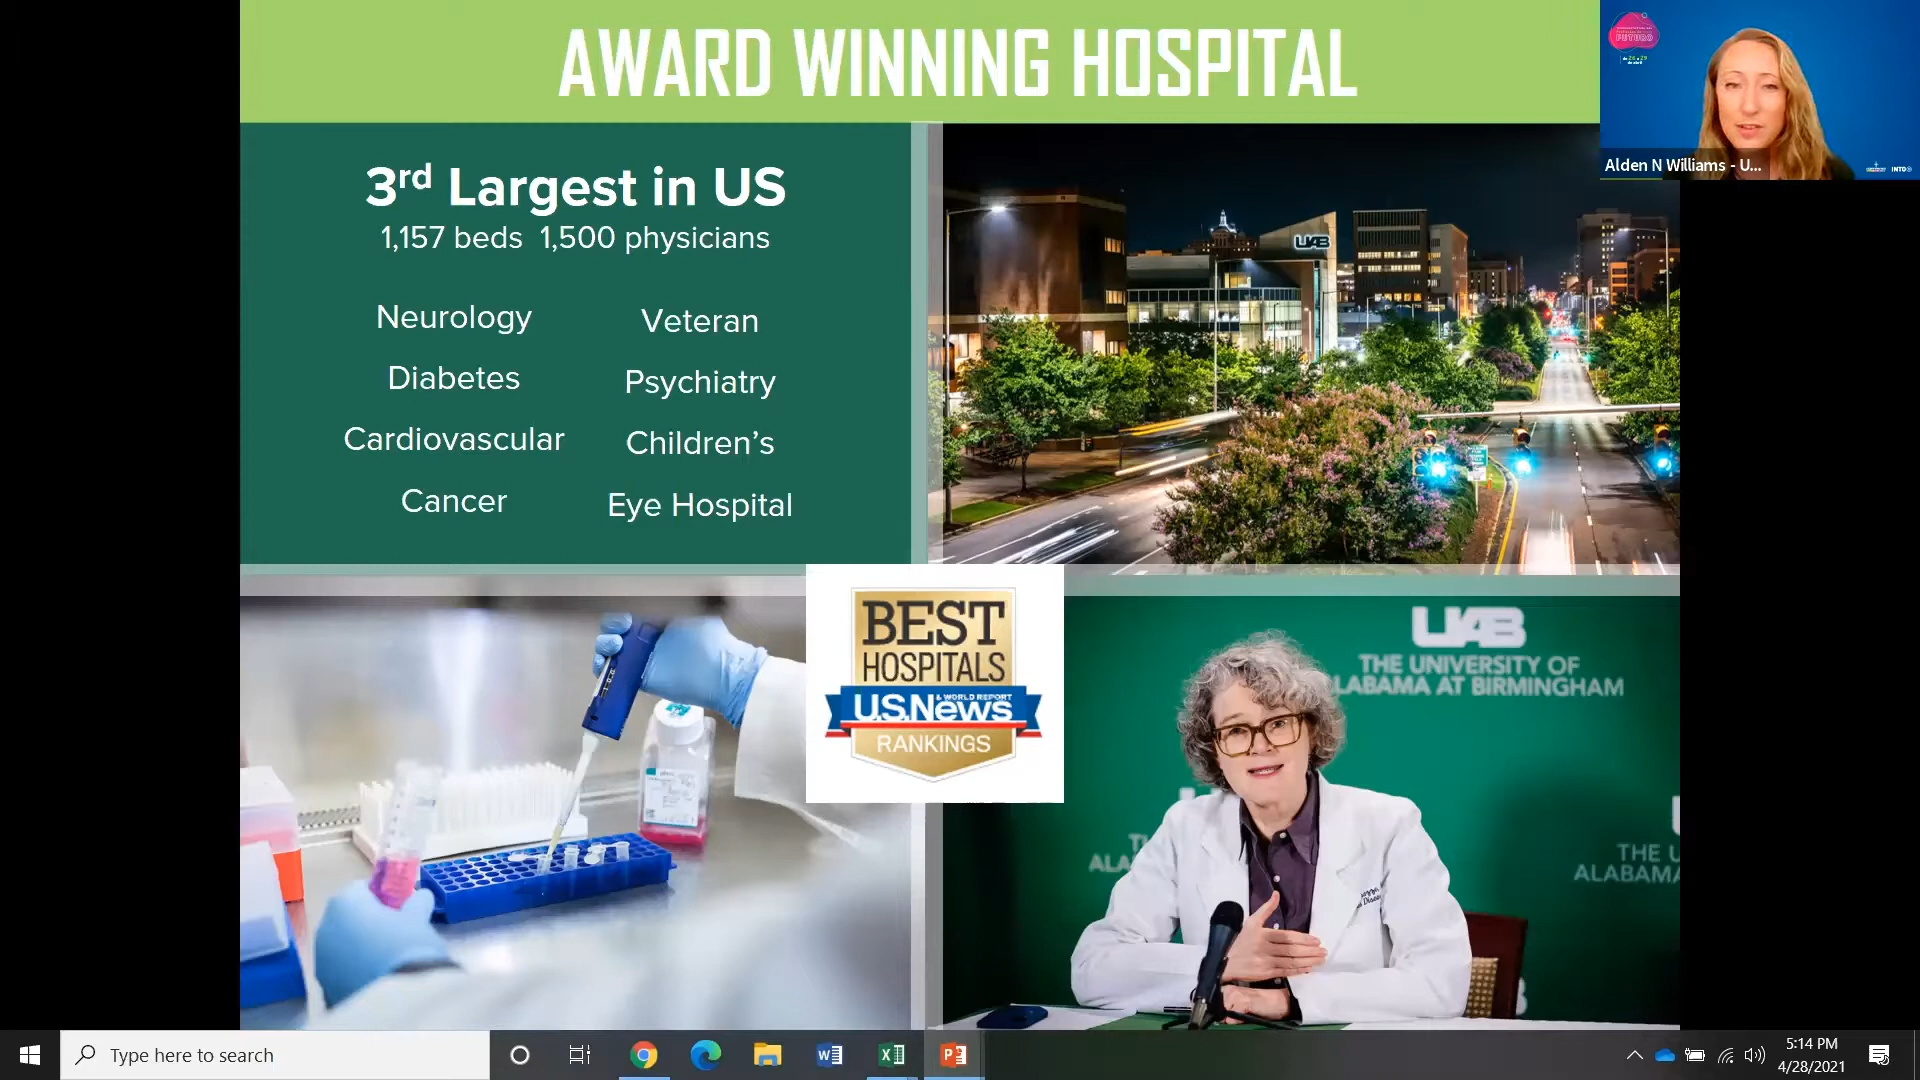 AWARD WINNING HOSPITAL
3rd Largest in US
1,157 beds 1,500 physicians
Neurology
Diabetes
Cardiovascular
Cancer
Veteran
Psychiatry
Children's
Eye Hospital
UAB
BEST
HOSPITALS
U.S.News
& WORLD REPORT
RANKINGS
UAB
THE UNIVERSITY OF
ALABAMA AT BIRMINGHAM
THE U
ALABAMA
FUTURO
Alden N Williams - U...
INTO
Type here to search
5:14 PM
4/28/2021